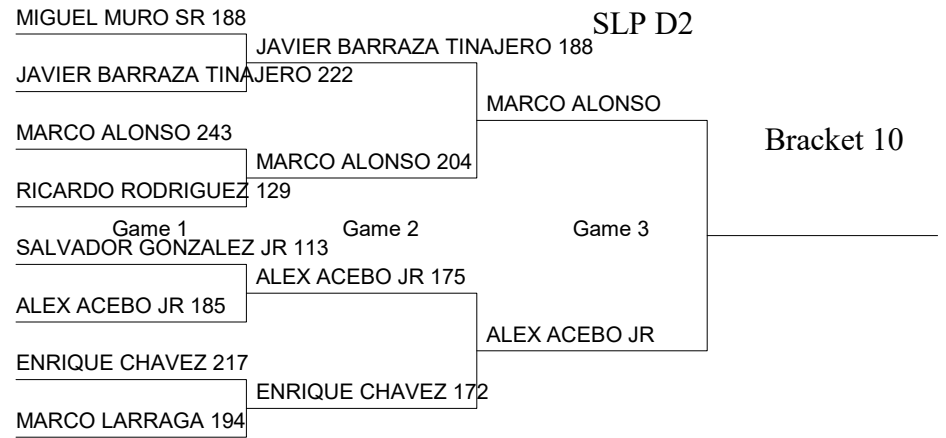 MIGUEL MURO SR 188
SLP D2
JAVIER BARRAZA TINAJERO 188
JAVIER BARRAZA TINAJERO 222
MARCO ALONSO
MARCO ALONSO 243
Bracket 10
MARCO ALONSO 204
RICARDO RODRIGUEZ 129
Game 1
Game 2
Game 3
SALVADOR GONZALEZ JR 113
ALEX ACEBO JR 175
ALEX ACEBO JR 185
ALEX ACEBO JR
ENRIQUE CHAVEZ 217
ENRIQUE CHAVEZ 172
MARCO LARRAGA 194